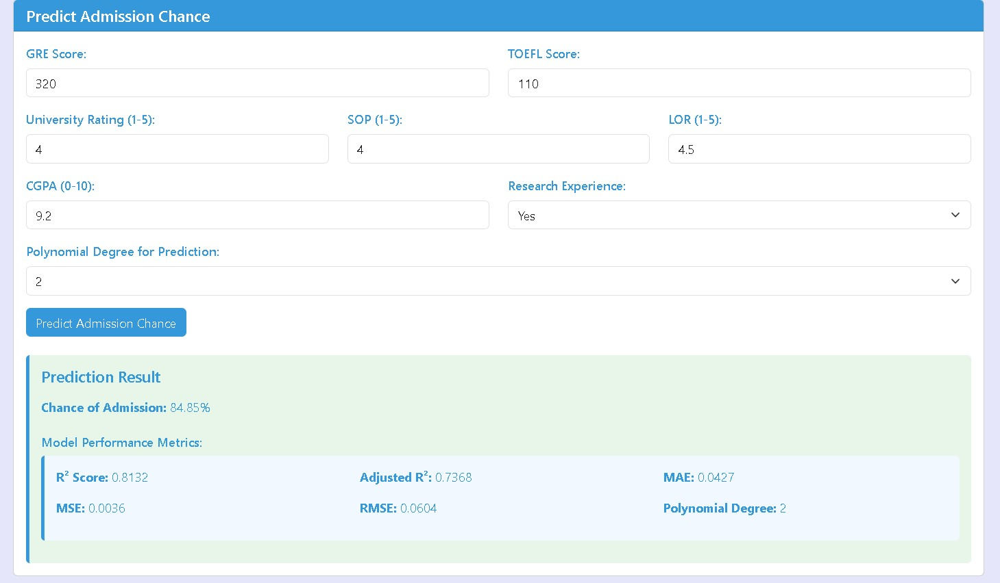 Predict Admission Chance
GRE Score: TOEFL Score:
320 110
University Rating (1-5): SOP (1-5): LOR (1-5):
4 4 4.5
CGPA (0-10): Research Experience:
9.2 Yes
Polynomial Degree for Prediction:
2
Predict Admission Chance
Prediction Result
Chance of Admission: 84.85%
Model Performance Metrics:
R² Score: 0.8132 Adjusted R²: 0.7368 MAE: 0.0427
MSE: 0.0036 RMSE: 0.0604 Polynomial Degree: 2